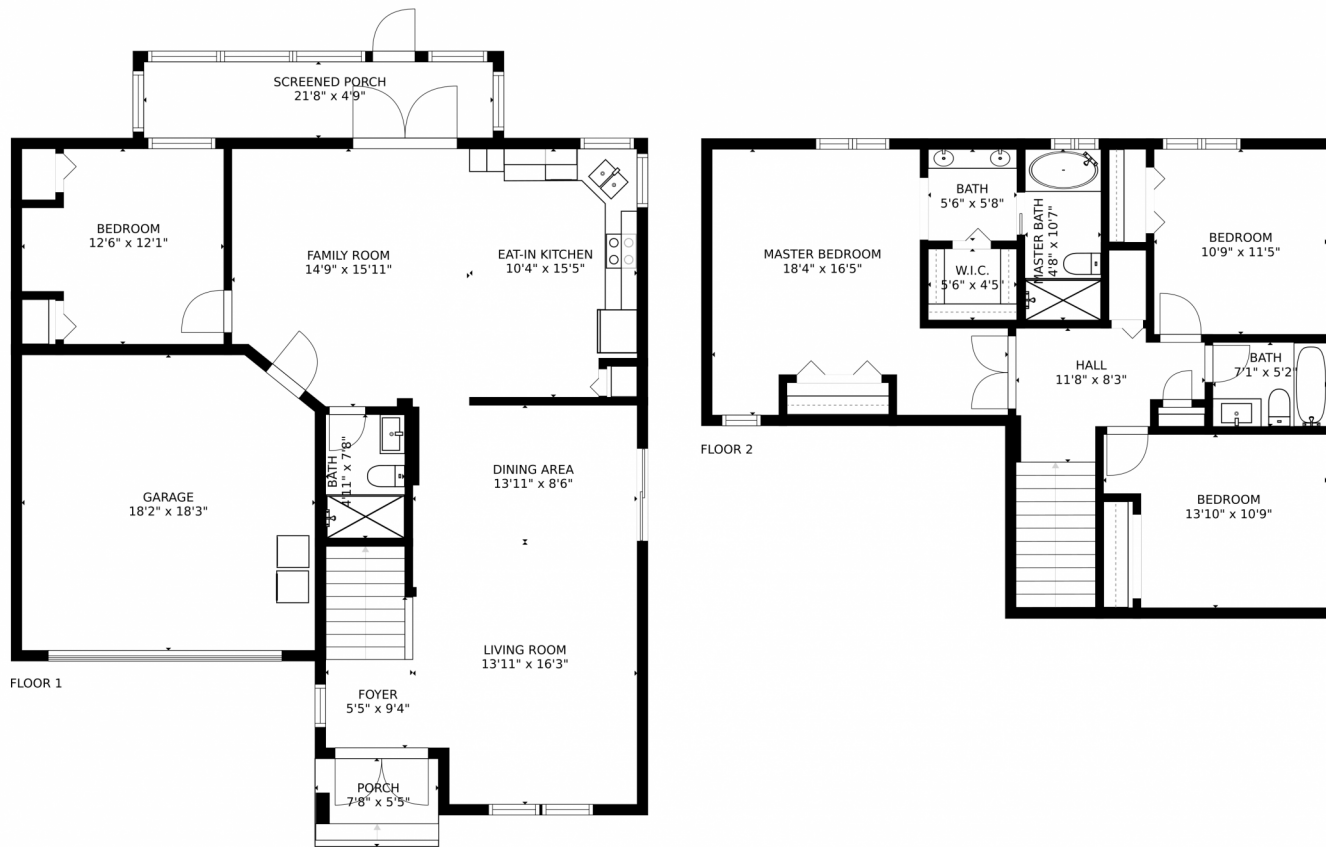 SCREENED PORCH
21'8" x 4'9"
BEDROOM
12'6" x 12'1"
FAMILY ROOM
14'9" x 15'11"
EAT-IN KITCHEN
10'4" x 15'5"
GARAGE
18'2" x 18'3"
BATH
4'11" x 7'8"
DINING AREA
13'11" x 8'6"
LIVING ROOM
13'11" x 16'3"
FOYER
5'5" x 9'4"
PORCH
7'8" x 5'5"
FLOOR 1
MASTER BEDROOM
18'4" x 16'5"
BATH
5'6" x 5'8"
W.I.C.
5'6" x 4'5"
MASTER BATH
4'8" x 10'7"
BEDROOM
10'9" x 11'5"
HALL
11'8" x 8'3"
BATH
7'1" x 5'2"
BEDROOM
13'10" x 10'9"
FLOOR 2